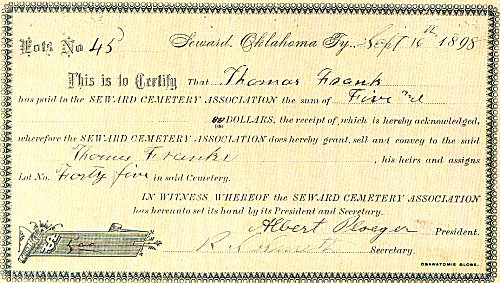 Lots No 45 Seward, Oklahoma Ty., Sept 16th 1898
This is to Certify That Thomas Frank
has paid to the SEWARD CEMETERY ASSOCIATION the sum of Five
DOLLARS, the receipt of which is hereby acknowledged,
wherefore the SEWARD CEMETERY ASSOCIATION does hereby grant, sell and convey to the said
Thomas Franke, his heirs and assigns
Lot No. Forty five in said Cemetery.
IN WITNESS WHEREOF the SEWARD CEMETERY ASSOCIATION
has hereunto set its hand by its President and Secretary.
Albert Ploeger President.
Secretary.
$ 500
OSAWATOMIE GLOBE.